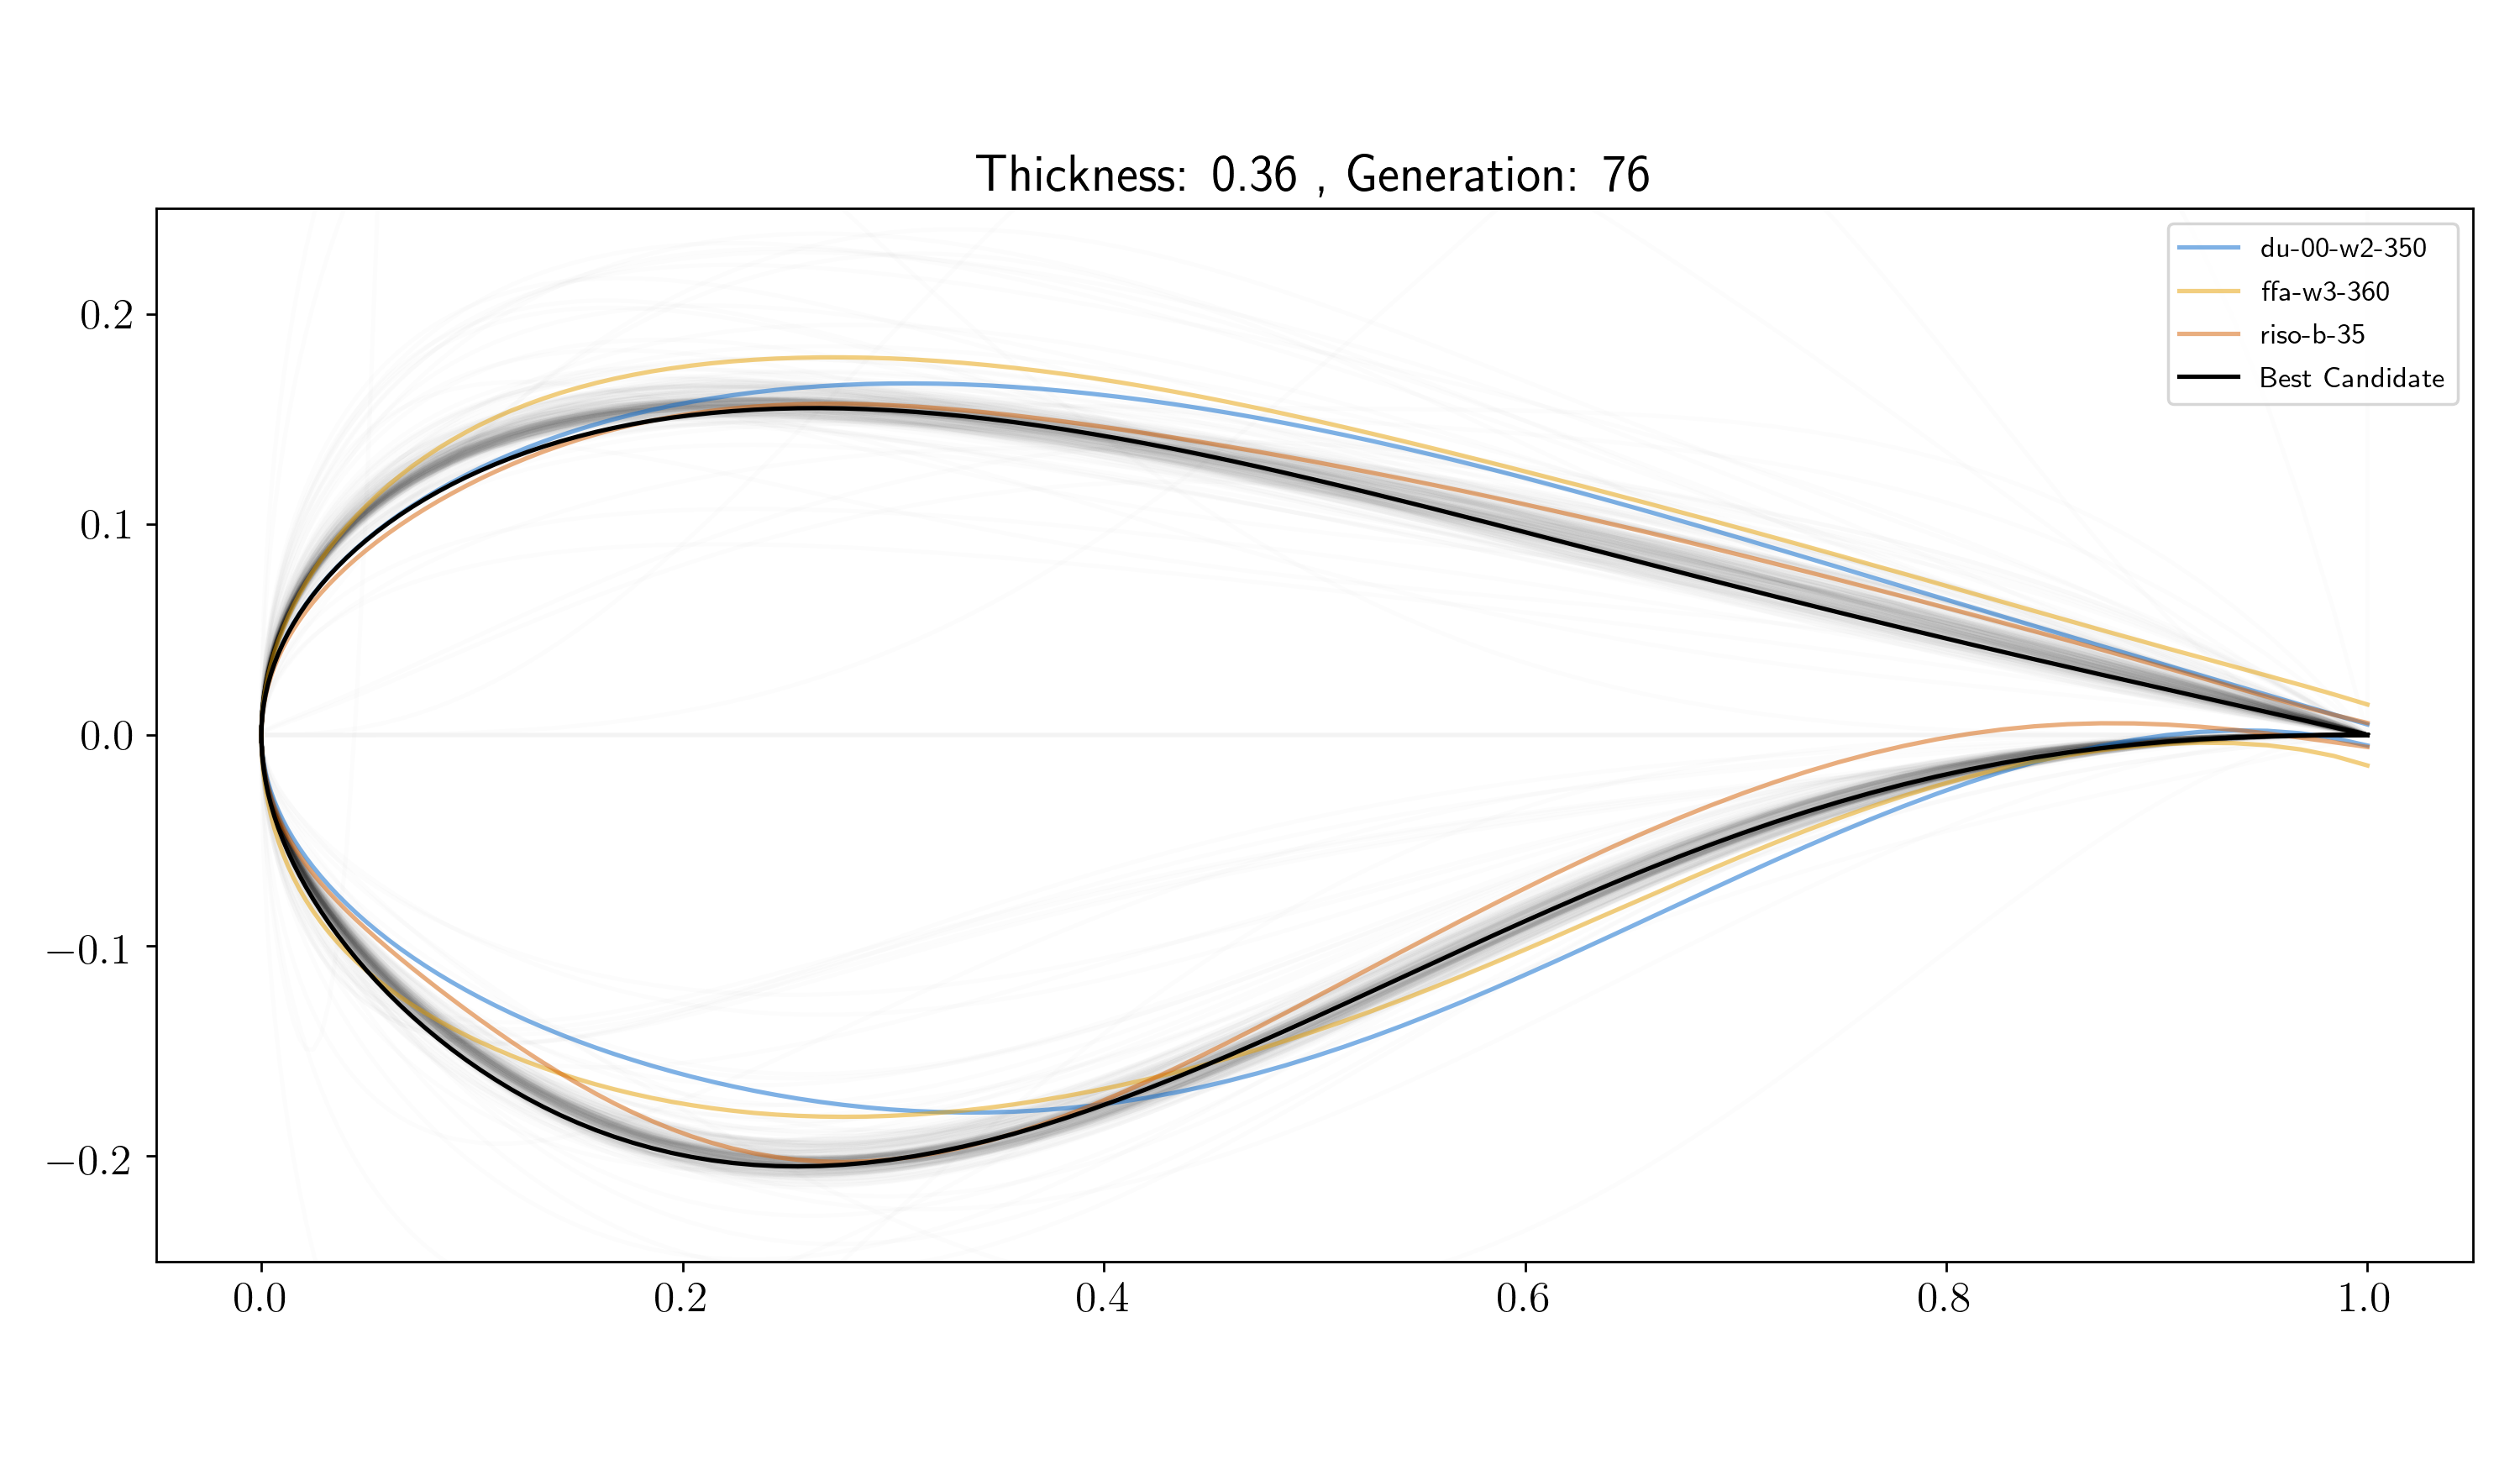 Thickness: 0.36 , Generation: 76
du-00-w2-350
ffa-w3-360
riso-b-35
Best Candidate
0.2
0.1
0.0
−0.1
−0.2
0.0 0.2 0.4 0.6 0.8 1.0